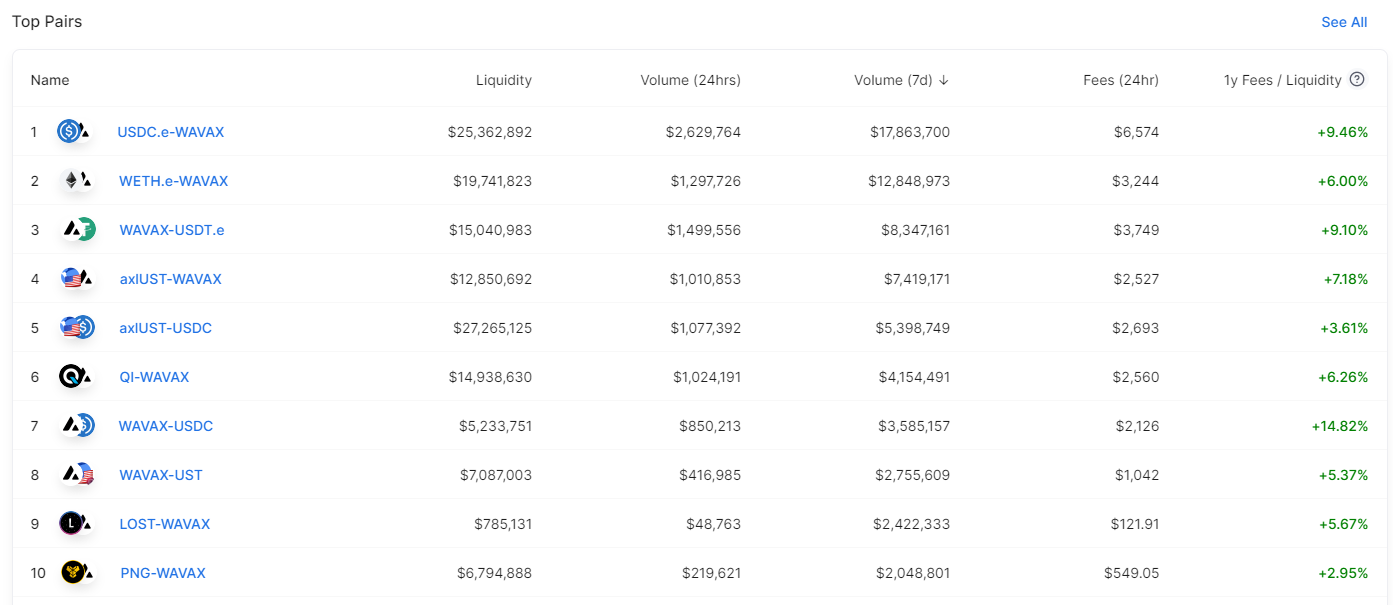 Top Pairs See All
Name Liquidity Volume (24hrs) Volume (7d) ↓ Fees (24hr) 1y Fees / Liquidity ?
1 USDC.e-WAVAX $25,362,892 $2,629,764 $17,863,700 $6,574 +9.46%
2 WETH.e-WAVAX $19,741,823 $1,297,726 $12,848,973 $3,244 +6.00%
3 WAVAX-USDT.e $15,040,983 $1,499,556 $8,347,161 $3,749 +9.10%
4 axlUST-WAVAX $12,850,692 $1,010,853 $7,419,171 $2,527 +7.18%
5 axlUST-USDC $27,265,125 $1,077,392 $5,398,749 $2,693 +3.61%
6 QI-WAVAX $14,938,630 $1,024,191 $4,154,491 $2,560 +6.26%
7 WAVAX-USDC $5,233,751 $850,213 $3,585,157 $2,126 +14.82%
8 WAVAX-UST $7,087,003 $416,985 $2,755,609 $1,042 +5.37%
9 L LOST-WAVAX $785,131 $48,763 $2,422,333 $121.91 +5.67%
10 PNG-WAVAX $6,794,888 $219,621 $2,048,801 $549.05 +2.95%